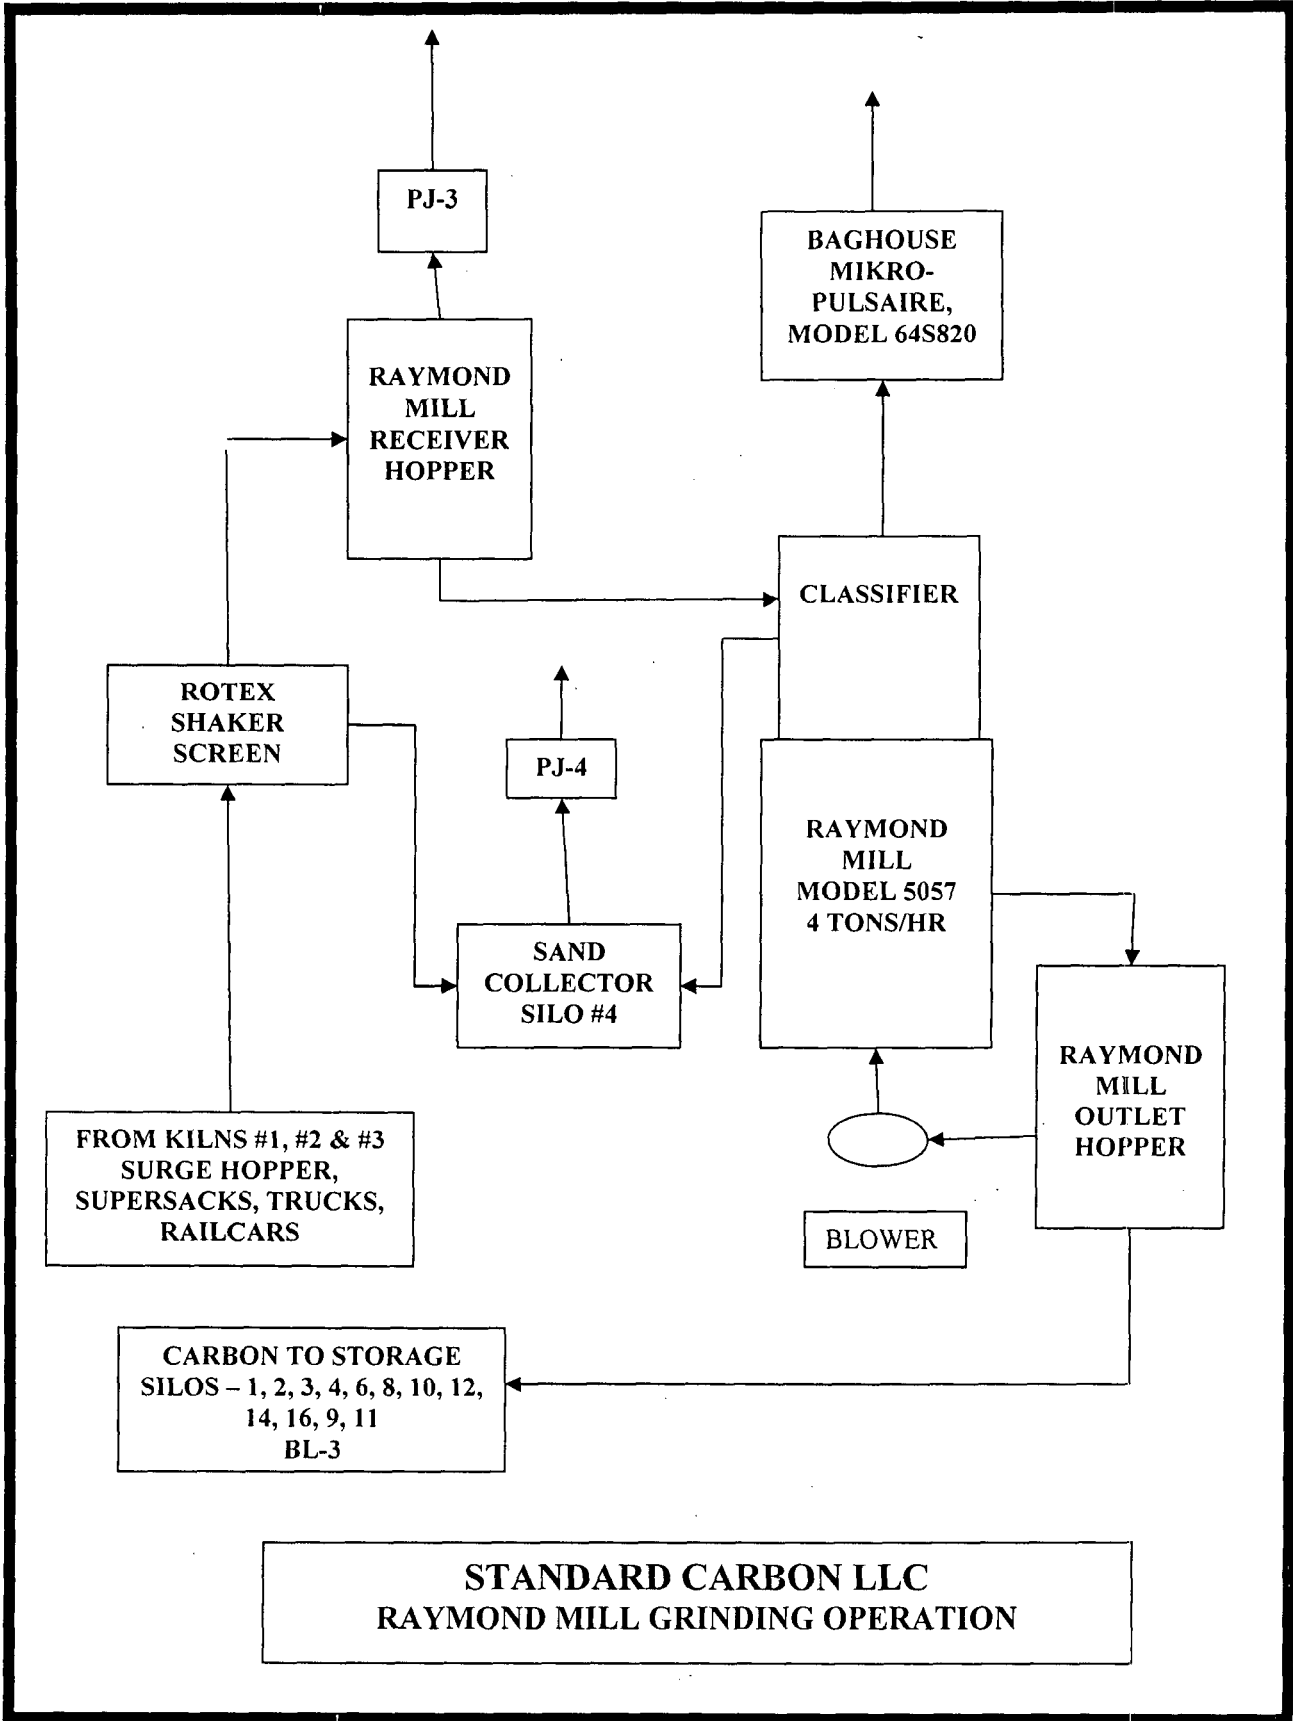 PJ-3
BAGHOUSE
MIKRO-
PULSAIRE,
MODEL 64S820
RAYMOND
MILL
RECEIVER
HOPPER
CLASSIFIER
ROTEX
SHAKER
SCREEN
PJ-4
RAYMOND
MILL
MODEL 5057
4 TONS/HR
SAND
COLLECTOR
SILO #4
RAYMOND
MILL
OUTLET
HOPPER
FROM KILNS #1, #2 & #3
SURGE HOPPER,
SUPERSACKS, TRUCKS,
RAILCARS
BLOWER
CARBON TO STORAGE
SILOS – 1, 2, 3, 4, 6, 8, 10, 12,
14, 16, 9, 11
BL-3
STANDARD CARBON LLC
RAYMOND MILL GRINDING OPERATION